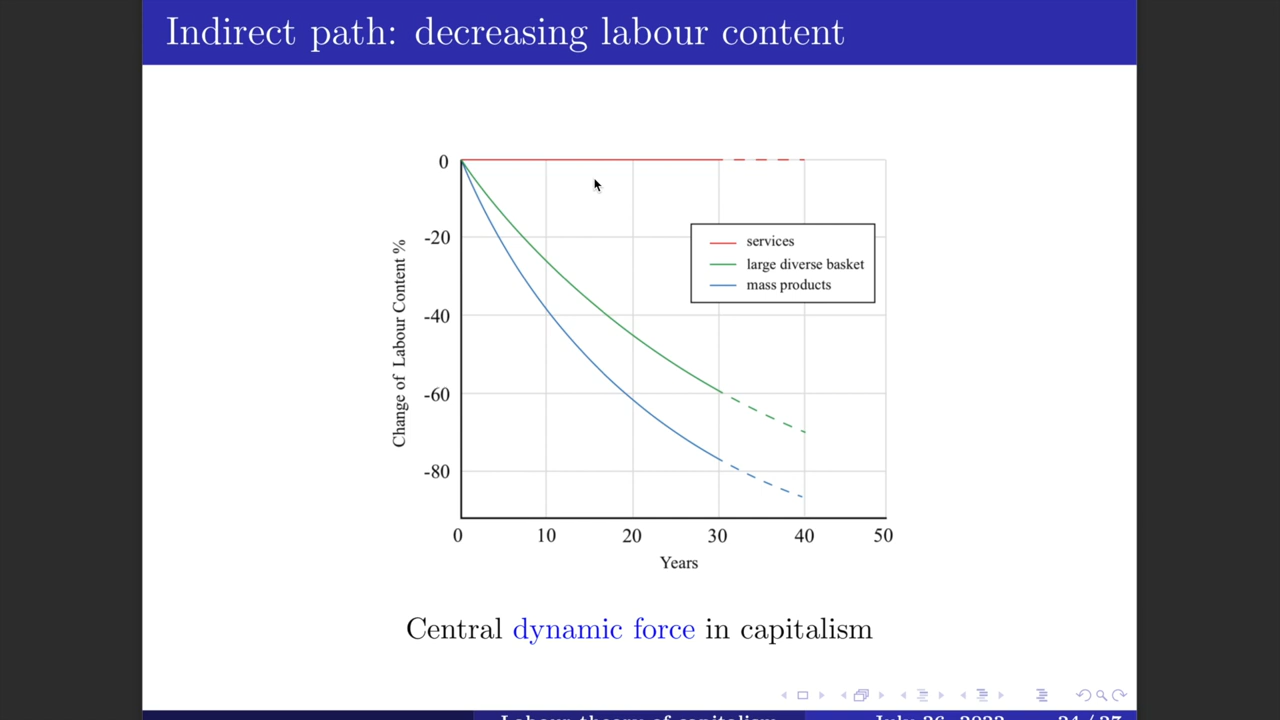 Indirect path: decreasing labour content
0
-20
-40
-60
-80
Change of Labour Content %
services
large diverse basket
mass products
0 10 20 30 40 50
Years
Central dynamic force in capitalism